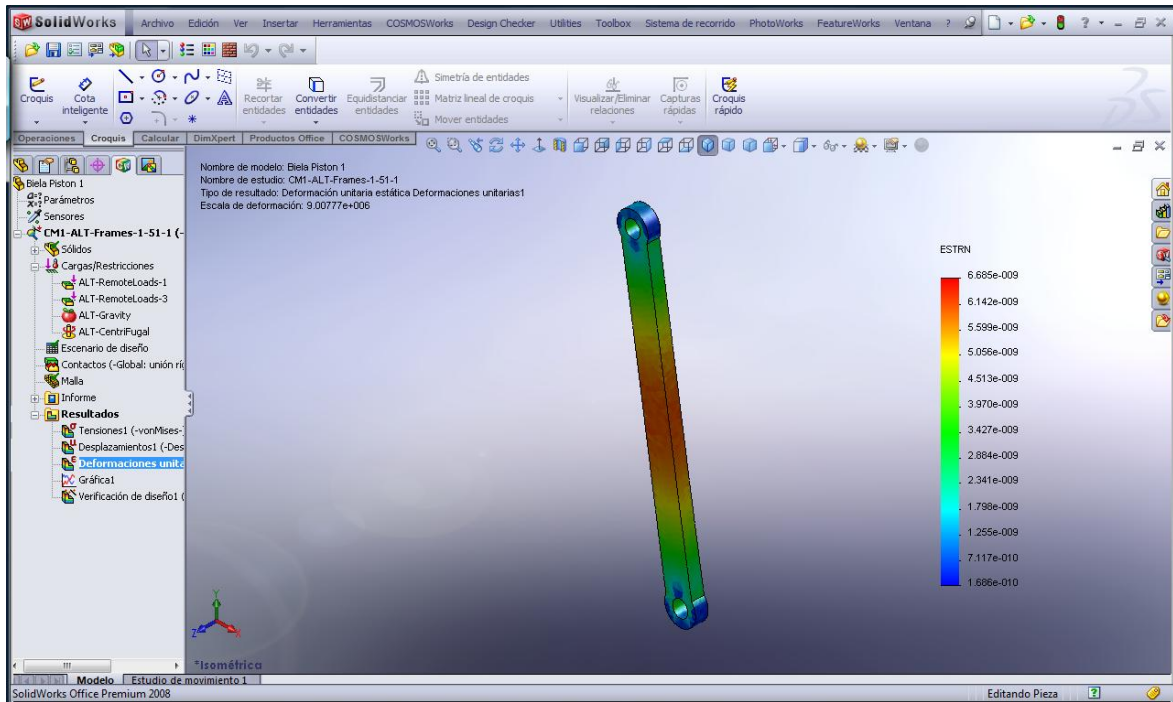 SolidWorks Archivo Edición Ver Insertar Herramientas COSMOSWorks Design Checker Utilities Toolbox Sistema de recorrido PhotoWorks FeatureWorks Ventana ?
Croquis Cota inteligente Recortar entidades Convertir entidades Equidistanciar entidades
Simetría de entidades
Matriz lineal de croquis
Mover entidades
Visualizar/Eliminar relaciones Capturas rápidas Croquis rápido
Operaciones Croquis Calcular DimXpert Productos Office COSMOSWorks
Nombre de modelo: Biela Piston 1
Nombre de estudio: CM1-ALT-Frames-1-51-1
Tipo de resultado: Deformación unitaria estática Deformaciones unitarias1
Escala de deformación: 9.00777e+006
Biela Piston 1
Parámetros
Sensores
CM1-ALT-Frames-1-51-1 (-
Sólidos
Cargas/Restricciones
ALT-RemoteLoads-1
ALT-RemoteLoads-3
ALT-Gravity
ALT-CentriFugal
Escenario de diseño
Contactos (-Global: unión ríg
Malla
Informe
Resultados
Tensiones1 (-vonMises-)
Desplazamientos1 (-Des
Deformaciones unita
Gráfica1
Verificación de diseño1 (
ESTRN
6.685e-009
6.142e-009
5.599e-009
5.056e-009
4.513e-009
3.970e-009
3.427e-009
2.884e-009
2.341e-009
1.798e-009
1.255e-009
7.117e-010
1.686e-010
Y
Z
X
*Isométrica
Modelo Estudio de movimiento 1
SolidWorks Office Premium 2008 Editando Pieza